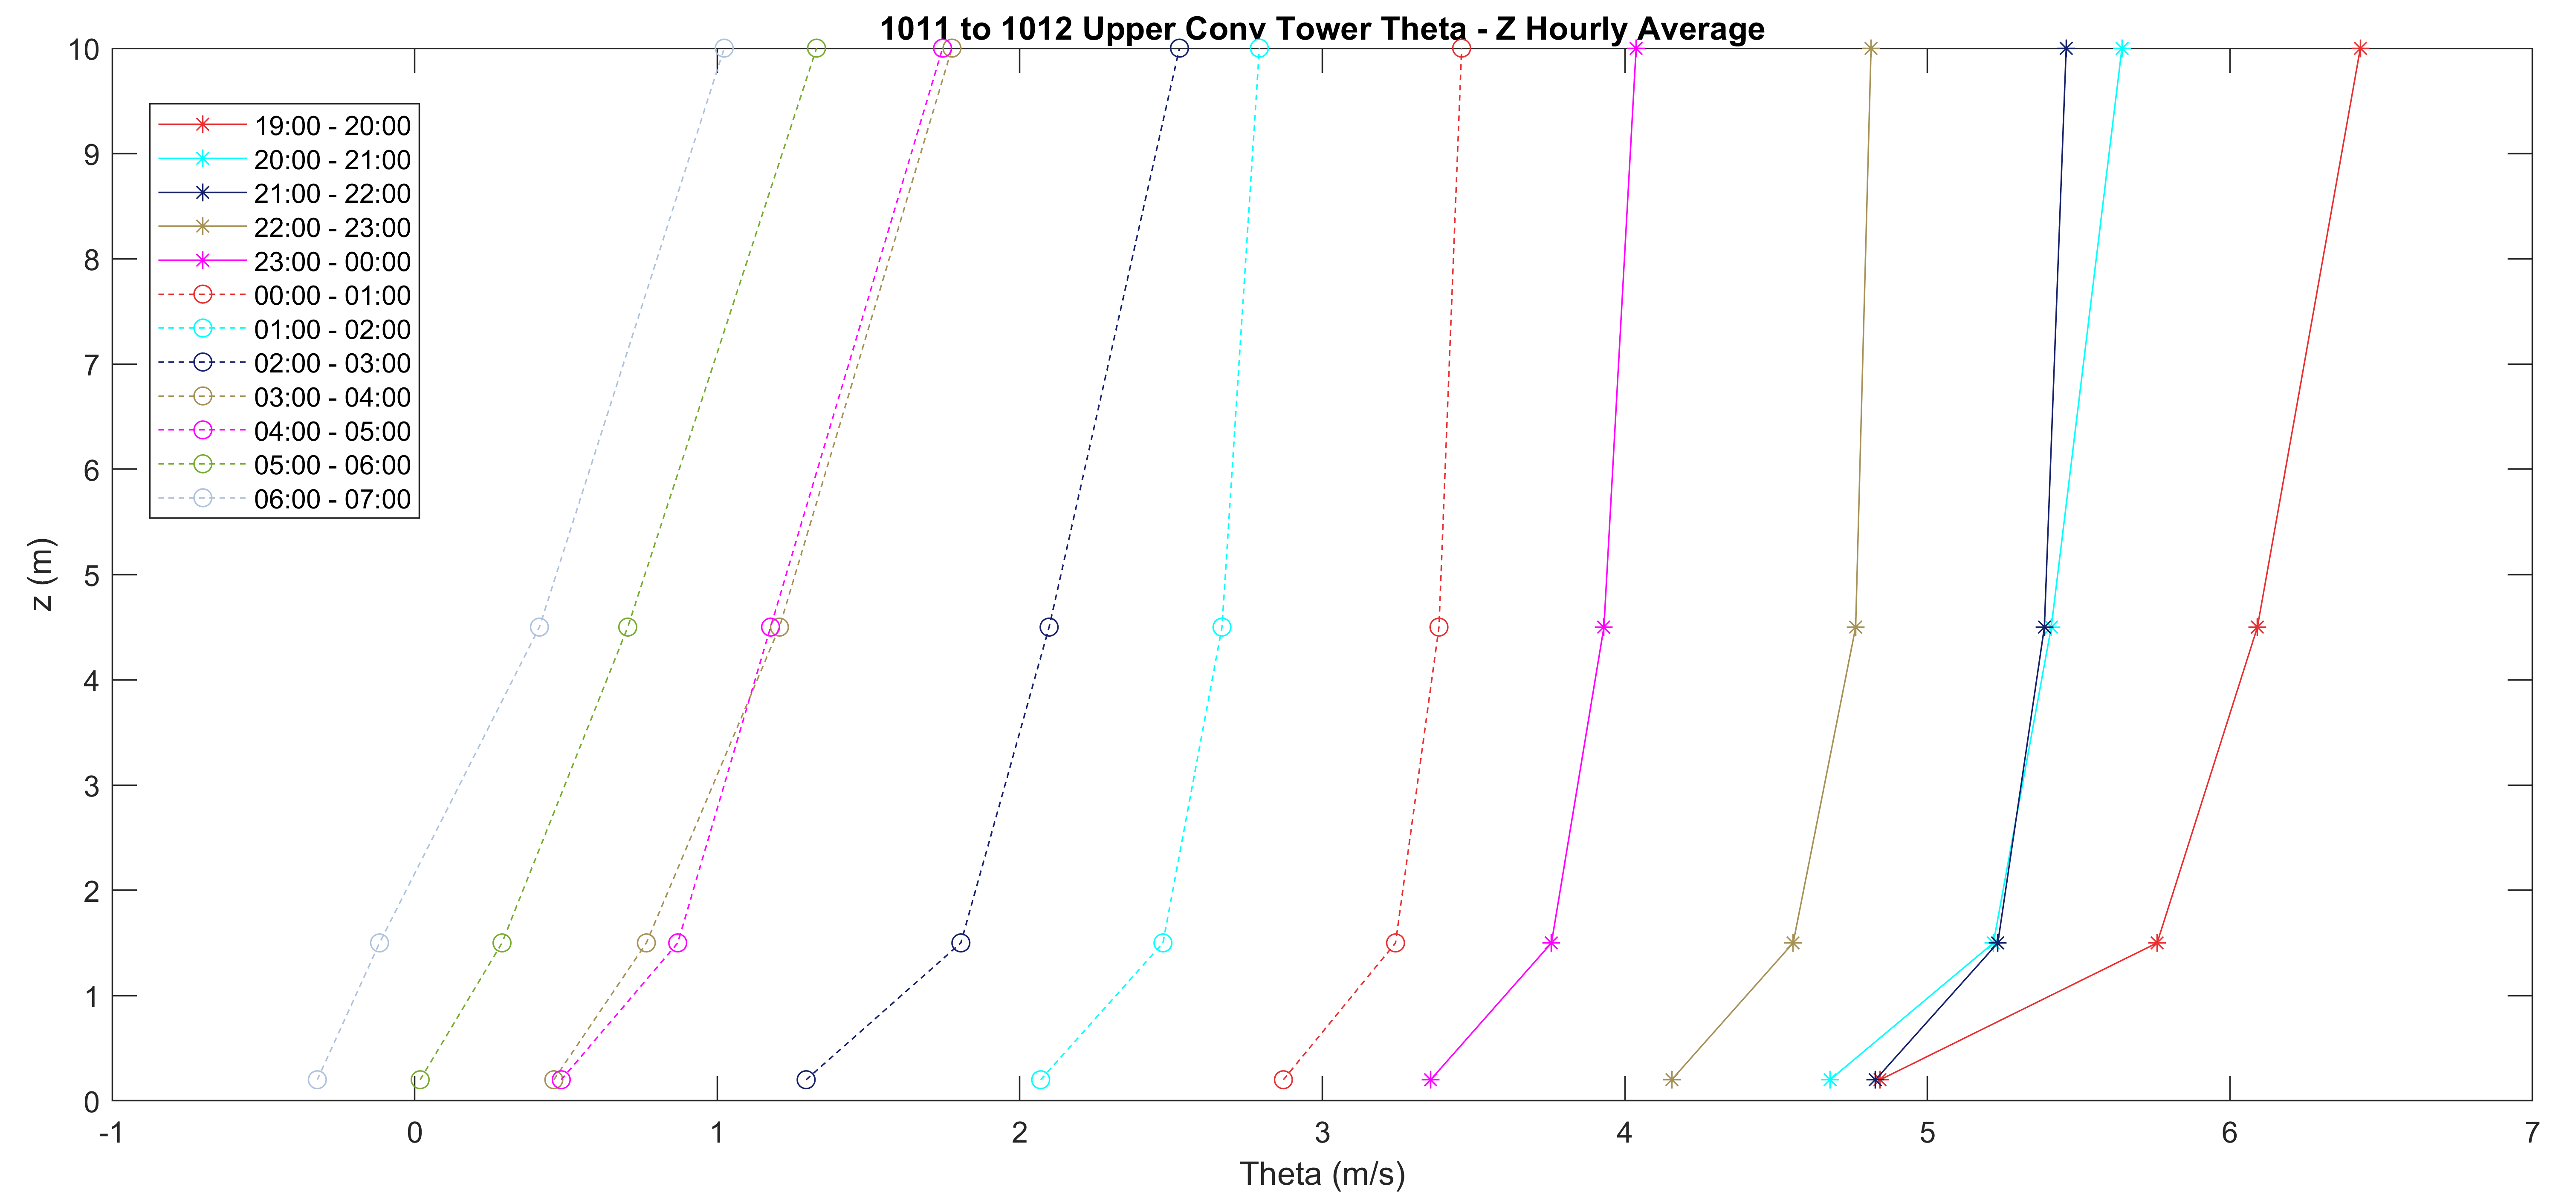 1011 to 1012 Upper Conv Tower Theta - Z Hourly Average
10
9
8
7
6
5
4
3
2
1
0
z (m)
19:00 - 20:00
20:00 - 21:00
21:00 - 22:00
22:00 - 23:00
23:00 - 00:00
00:00 - 01:00
01:00 - 02:00
02:00 - 03:00
03:00 - 04:00
04:00 - 05:00
05:00 - 06:00
06:00 - 07:00
-1 0 1 2 3 4 5 6 7
Theta (m/s)